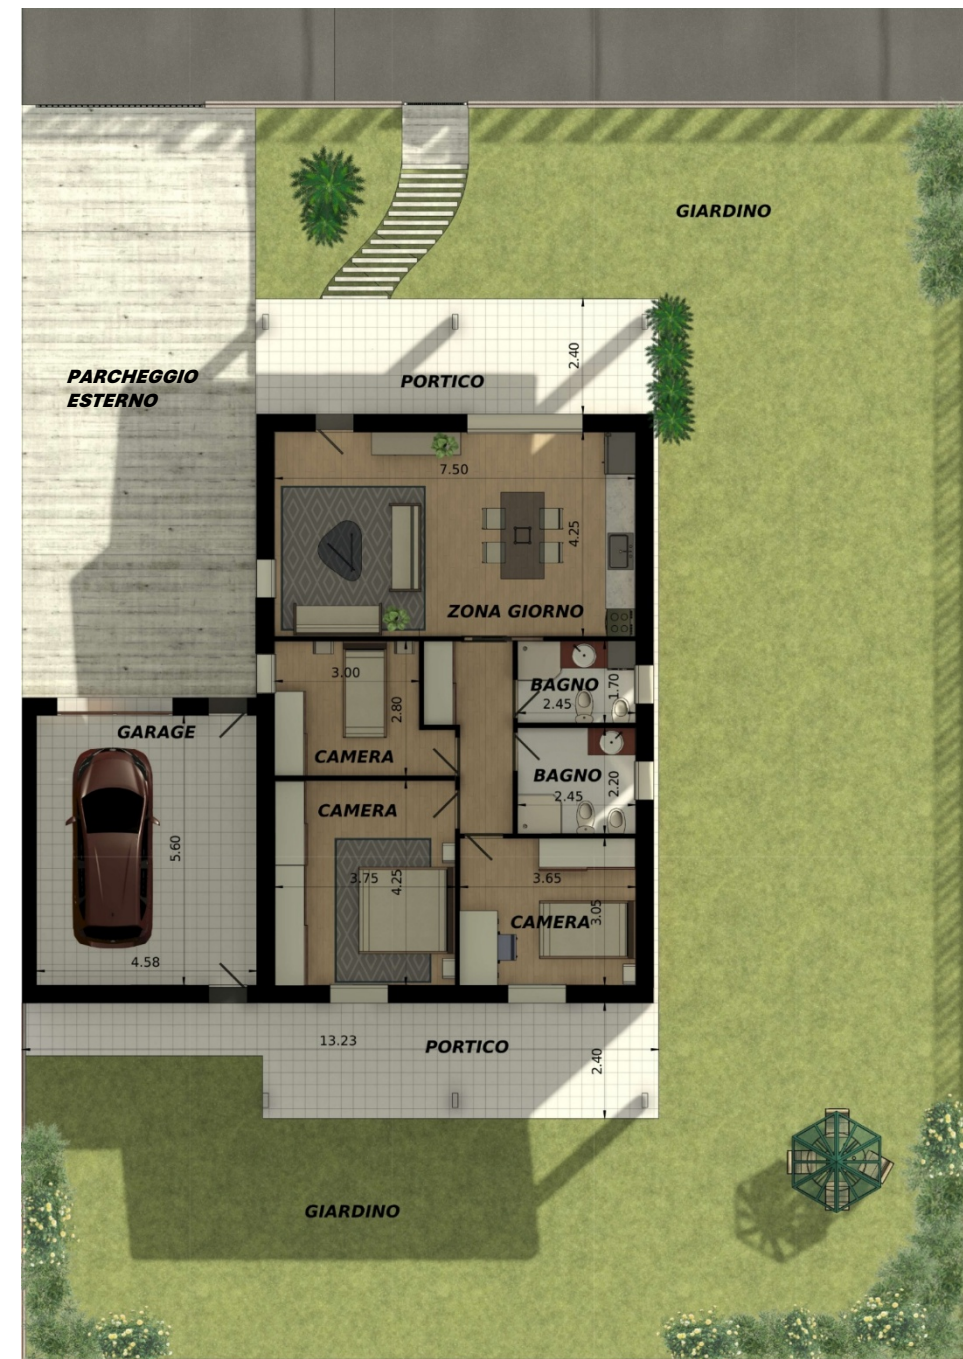 GIARDINO
2.40
PARCHEGGIO
ESTERNO
PORTICO
7.50
4.25
ZONA GIORNO
3.00
2.80
CAMERA
BAGNO
2.45
1.70
GARAGE
BAGNO
2.45
2.20
CAMERA
5.60
3.75
4.25
3.65
CAMERA
3.05
4.58
13.23
PORTICO
2.40
GIARDINO